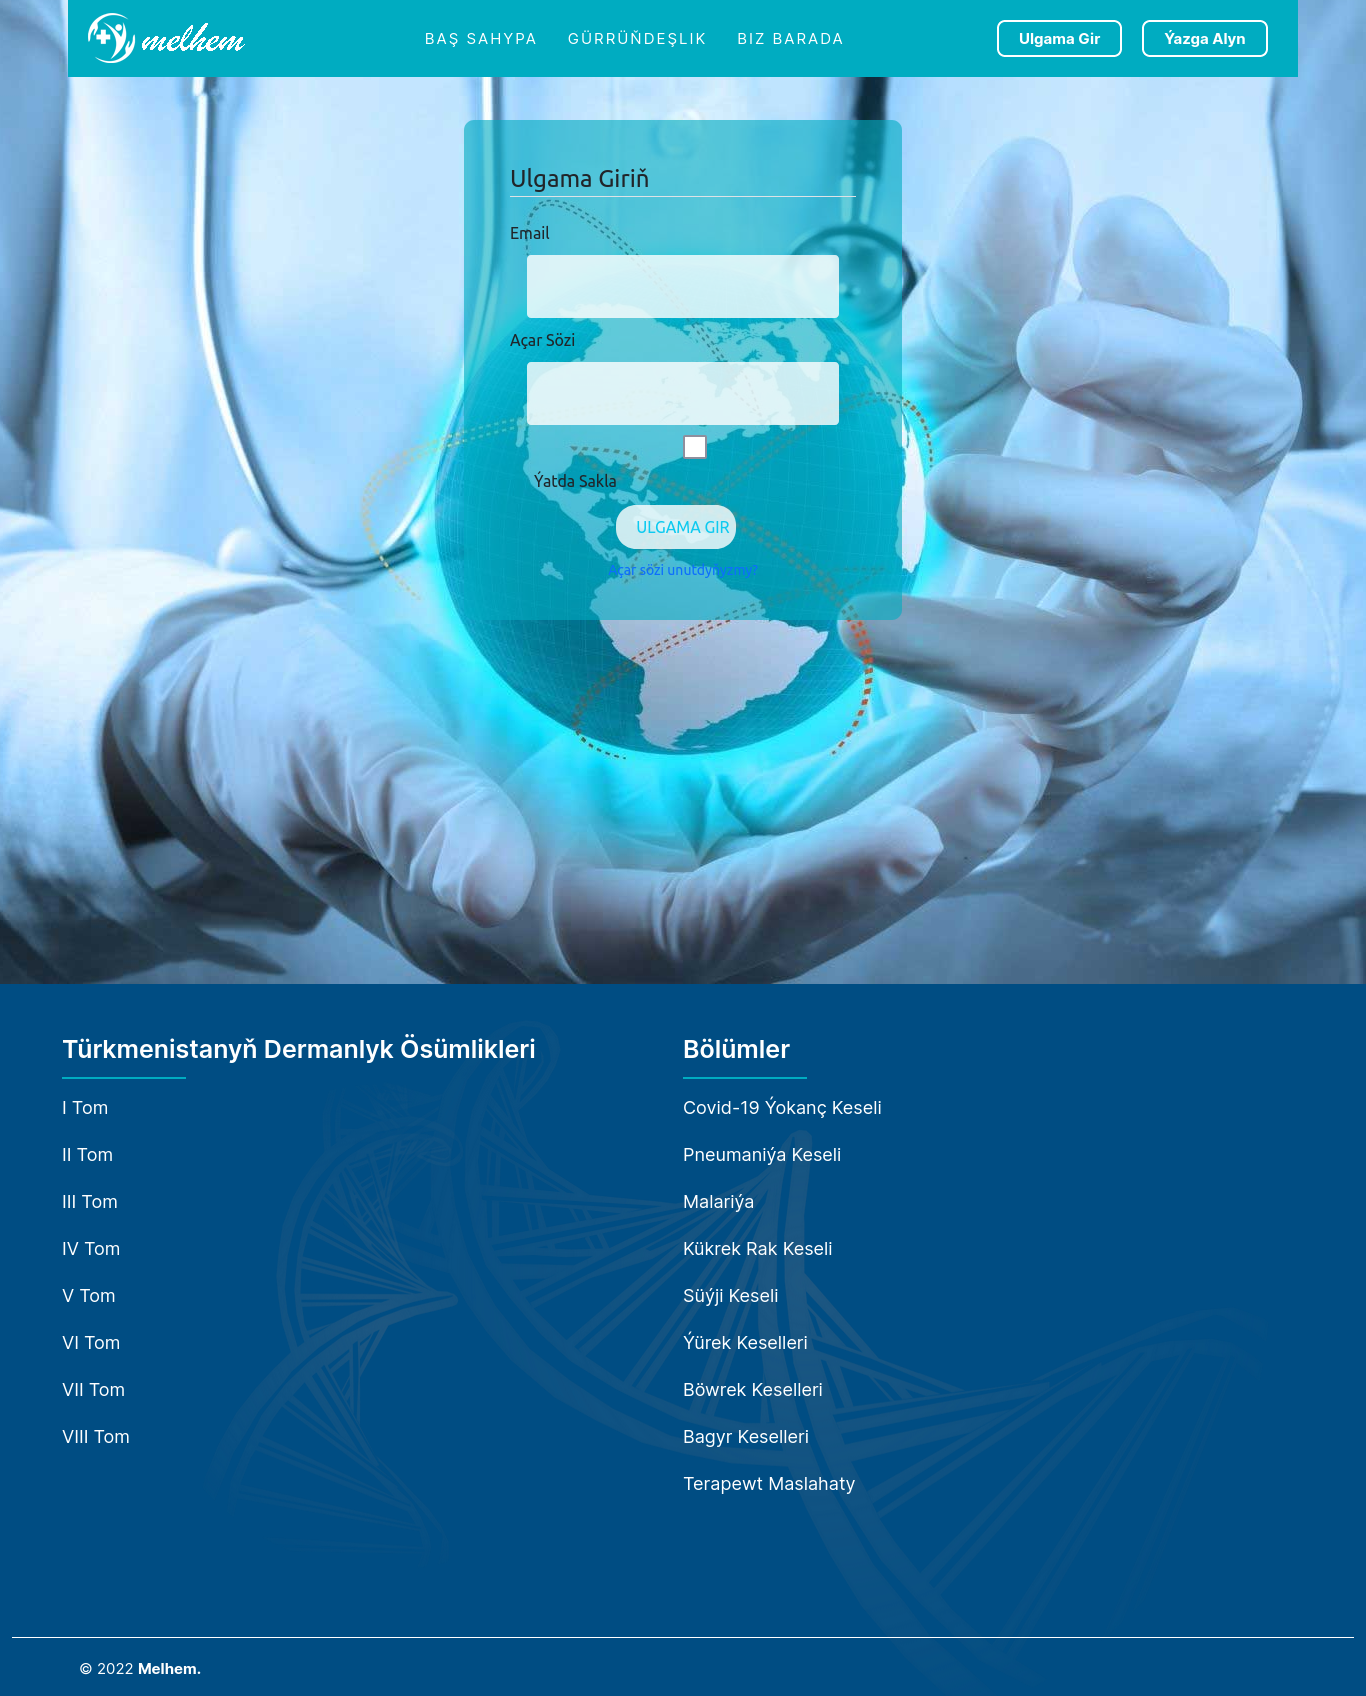 melhem
BAŞ SAHYPA
GÜRRÜŇDEŞLIK
BIZ BARADA
Ulgama Gir
Ýazga Alyn
Ulgama Giriň
Email
Açar Sözi
Ýatda Sakla
ULGAMA GIR
Açar sözi unutdyňyzmy?
Türkmenistanyň Dermanlyk Ösümlikleri
I Tom
II Tom
III Tom
IV Tom
V Tom
VI Tom
VII Tom
VIII Tom
Bölümler
Covid-19 Ýokanç Keseli
Pneumaniýa Keseli
Malariýa
Kükrek Rak Keseli
Süýji Keseli
Ýürek Keselleri
Böwrek Keselleri
Bagyr Keselleri
Terapewt Maslahaty
© 2022 Melhem.